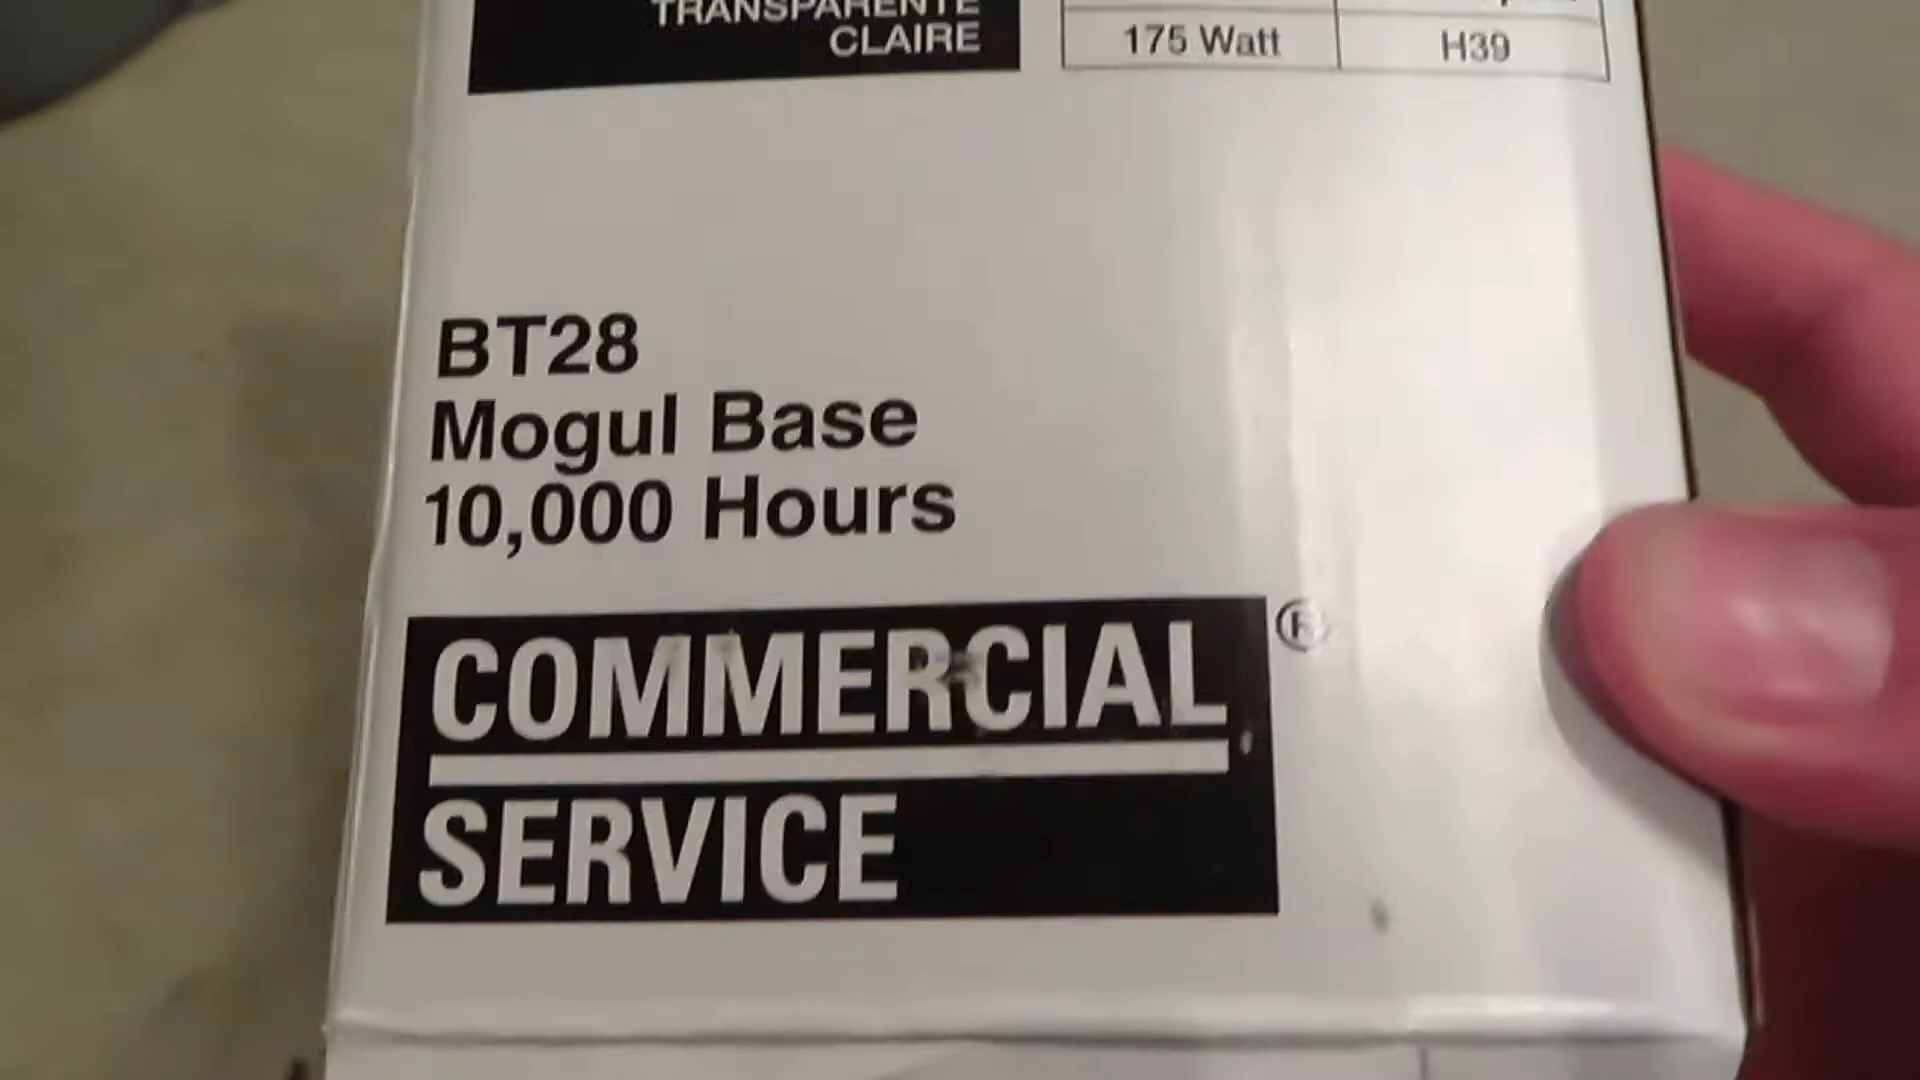 TRANSPARENTE
CLAIRE
175 Watt
H39
BT28
Mogul Base
10,000 Hours
COMMERCIAL ®
SERVICE